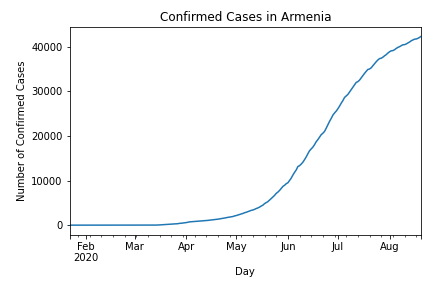 Confirmed Cases in Armenia
Number of Confirmed Cases
40000
30000
20000
10000
0
Feb Mar Apr May Jun Jul Aug
2020
Day